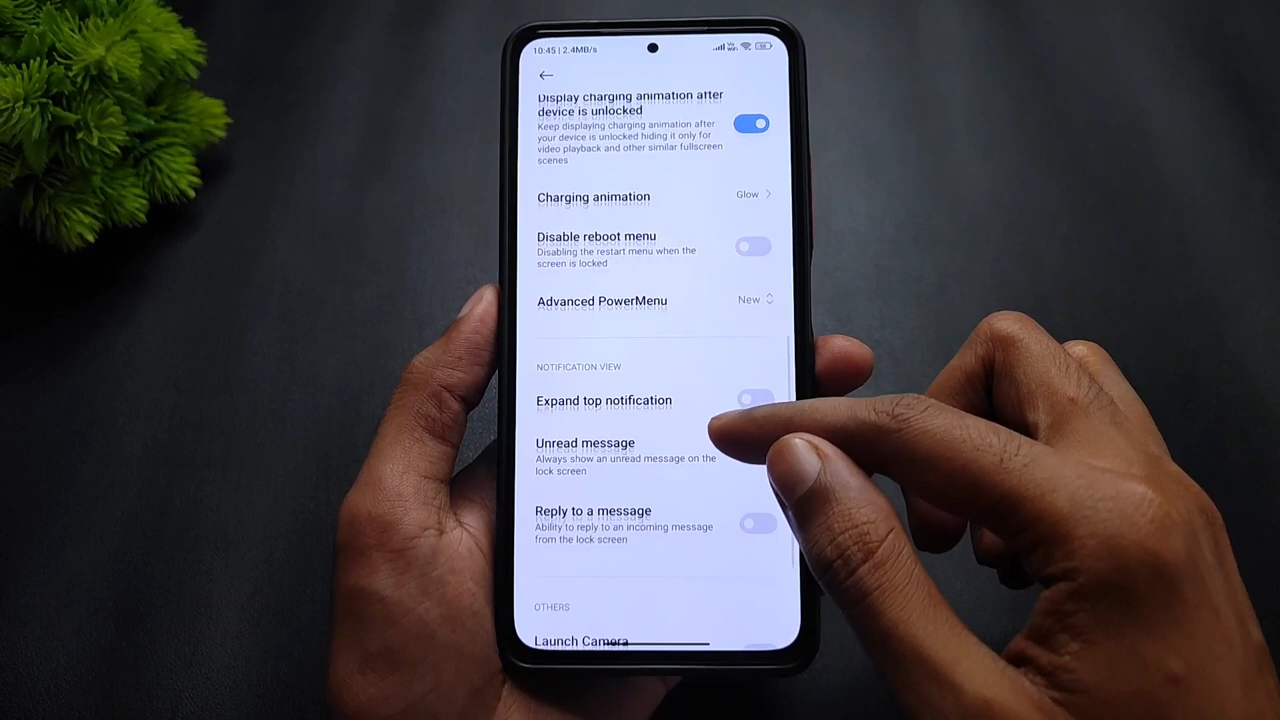 10:45 | 2.4MB/s
Display charging animation after
device is unlocked
Keep displaying charging animation after
your device is unlocked hiding it only for
video playback and other similar fullscreen
scenes
Charging animation
Glow
Disable reboot menu
Disabling the restart menu when the
screen is locked
Advanced PowerMenu
New
NOTIFICATION VIEW
Expand top notification
Unread message
Always show an unread message on the
lock screen
Reply to a message
Ability to reply to an incoming message
from the lock screen
OTHERS
Launch Camera